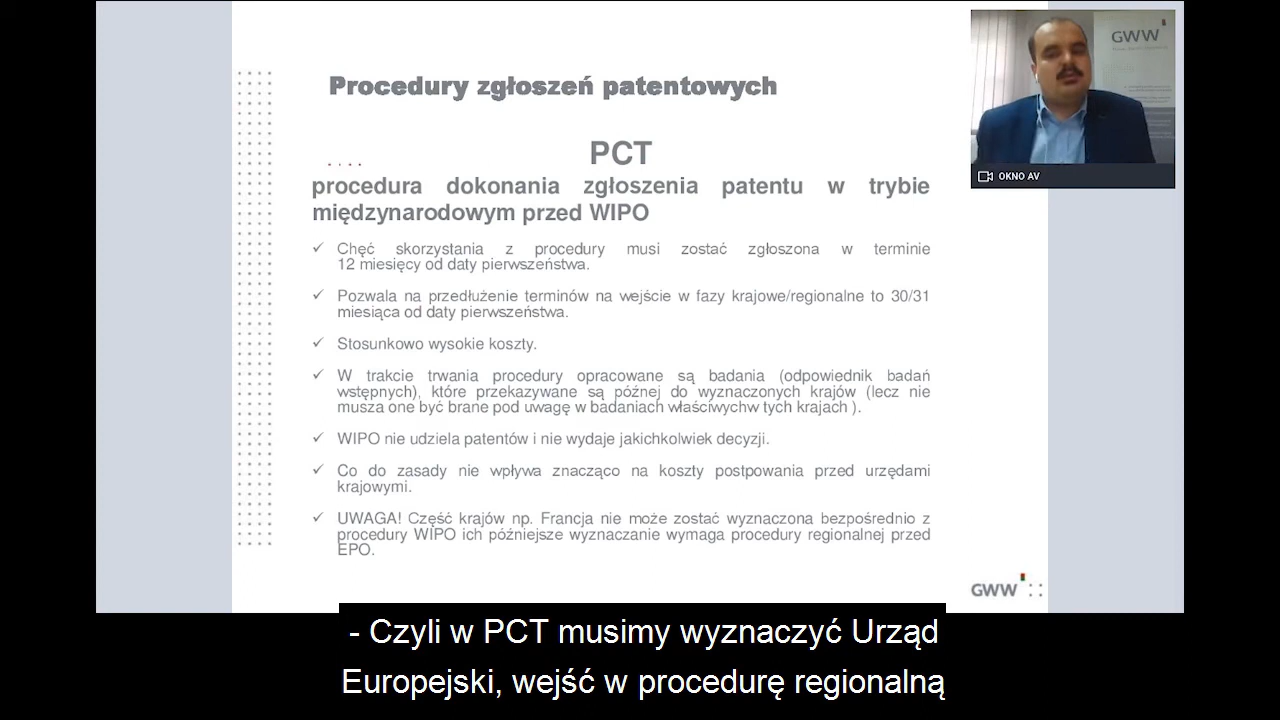 Procedury zgłoszeń patentowych
GWW
PCT
procedura dokonania zgłoszenia patentu w trybie
międzynarodowym przed WIPO
OKNO AV
Chęć skorzystania z procedury musi zostać zgłoszona w terminie
12 miesięcy od daty pierwszeństwa.
Pozwala na przedłużenie terminów na wejście w fazy krajowe/regionalne to 30/31
miesiąca od daty pierwszeństwa.
Stosunkowo wysokie koszty.
W trakcie trwania procedury opracowane są badania (odpowiednik badań
wstępnych), które przekazywane są póżnej do wyznaczonych krajów (lecz nie
musza one być brane pod uwagę w badaniach właściwychw tych krajach ).
WIPO nie udziela patentów i nie wydaje jakichkolwiek decyzji.
Co do zasady nie wpływa znacząco na koszty postpowania przed urzędami
krajowymi.
UWAGA! Część krajów np. Francja nie może zostać wyznaczona bezpośrednio z
procedury WIPO ich późniejsze wyznaczanie wymaga procedury regionalnej przed
EPO.
GWW
- Czyli w PCT musimy wyznaczyć Urząd
Europejski, wejść w procedurę regionalną